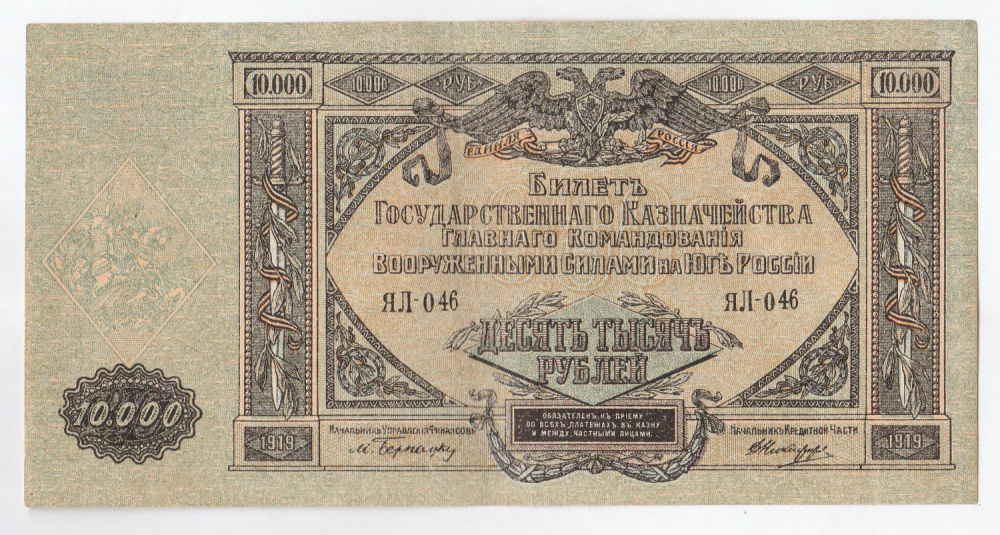 10.000 10.000 РУБ 10.000 РУБ 10.000
ЕДИНАЯ РОССІЯ
БИЛЕТЪ
ГОСУДАРСТВЕННАГО КАЗНАЧЕЙСТВА
ГЛАВНАГО КОМАНДОВАНІЯ
ВООРУЖЕННЫМИ СИЛАМИ НА ЮГѢ РОССІИ
ЯЛ-046 ЯЛ-046
ДЕСЯТЬ ТЫСЯЧЪ
РУБЛЕЙ
10.000
ОБЯЗАТЕЛЕНЪ КЪ ПРІЕМУ
ВО ВСѢХЪ ПЛАТЕЖАХЪ ВЪ КАЗНУ
И МЕЖДУ ЧАСТНЫМИ ЛИЦАМИ.
НАЧАЛЬНИКЪ УПРАВЛЕНІЯ ФИНАНСОВЪ НАЧАЛЬНИКЪ КРЕДИТНОЙ ЧАСТИ
1919 М. Бернацкій 1919